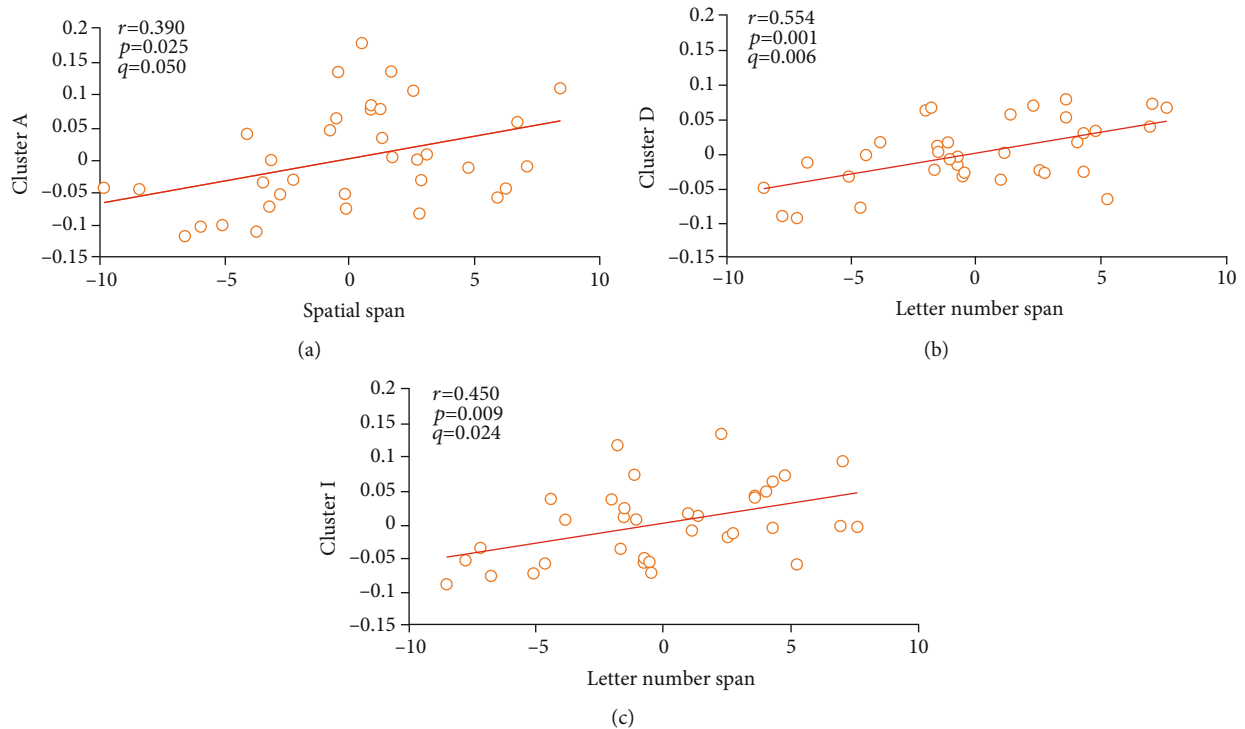 r=0.390
p=0.025
q=0.050
0.2
0.15
0.1
0.05
0
−0.05
−0.1
−0.15
Cluster A
−10
−5
0
5
10
Spatial span
(a)
r=0.554
p=0.001
q=0.006
0.2
0.15
0.1
0.05
0
−0.05
−0.1
−0.15
Cluster D
−10
−5
0
5
10
Letter number span
(b)
r=0.450
p=0.009
q=0.024
0.2
0.15
0.1
0.05
0
−0.05
−0.1
−0.15
Cluster I
−10
−5
0
5
10
Letter number span
(c)